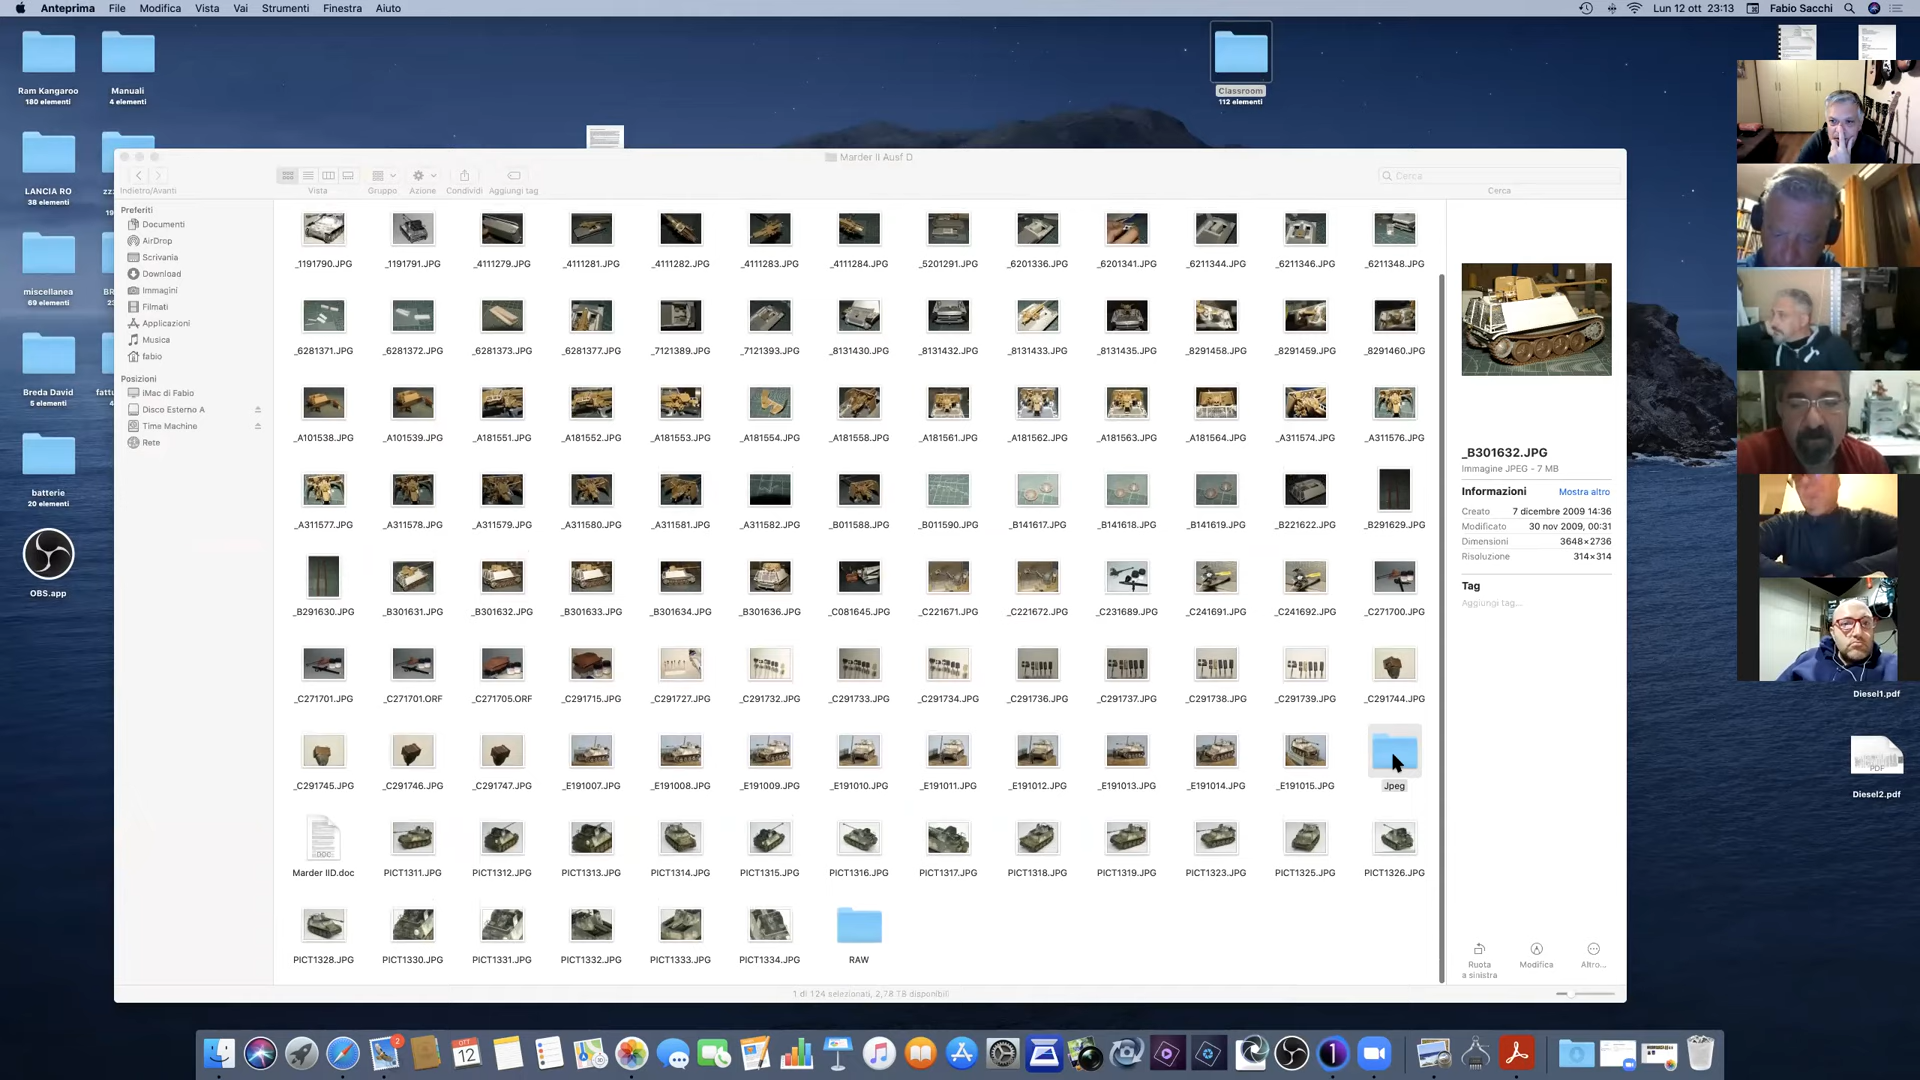 Anteprima File Modifica Vista Vai Strumenti Finestra Aiuto
Lun 12 ott 23:13 Fabio Sacchi
Ram Kangaroo
180 elementi
Manuali
4 elementi
Classroom
112 elementi
LANCIA RO
38 elementi
miscellanea
69 elementi
Breda David
5 elementi
batterie
20 elementi
OBS.app
Marder II Ausf D
Indietro/Avanti
Vista Gruppo Azione Condividi Aggiungi tag
Cerca
Cerca
Preferiti
Documenti
AirDrop
Scrivania
Download
Immagini
Filmati
Applicazioni
Musica
fabio
Posizioni
iMac di Fabio
Disco Esterno A
Time Machine
Rete
_1191790.JPG _1191791.JPG _4111279.JPG _4111281.JPG _4111282.JPG _4111283.JPG _4111284.JPG _5201291.JPG _6201336.JPG _6201341.JPG _6211344.JPG _6211346.JPG _6211348.JPG
_6281371.JPG _6281372.JPG _6281373.JPG _6281377.JPG _7121389.JPG _7121393.JPG _8131430.JPG _8131432.JPG _8131433.JPG _8131435.JPG _8291458.JPG _8291459.JPG _8291460.JPG
_A101538.JPG _A101539.JPG _A181551.JPG _A181552.JPG _A181553.JPG _A181554.JPG _A181558.JPG _A181561.JPG _A181562.JPG _A181563.JPG _A181564.JPG _A311574.JPG _A311576.JPG
_A311577.JPG _A311578.JPG _A311579.JPG _A311580.JPG _A311581.JPG _A311582.JPG _B011588.JPG _B011590.JPG _B141617.JPG _B141618.JPG _B141619.JPG _B221622.JPG _B291629.JPG
_B291630.JPG _B301631.JPG _B301632.JPG _B301633.JPG _B301634.JPG _B301636.JPG _C081645.JPG _C221671.JPG _C221672.JPG _C231689.JPG _C241691.JPG _C241692.JPG _C271700.JPG
_C271701.JPG _C271701.ORF _C271705.ORF _C291715.JPG _C291727.JPG _C291732.JPG _C291733.JPG _C291734.JPG _C291736.JPG _C291737.JPG _C291738.JPG _C291739.JPG _C291744.JPG
_C291745.JPG _C291746.JPG _C291747.JPG _E191007.JPG _E191008.JPG _E191009.JPG _E191010.JPG _E191011.JPG _E191012.JPG _E191013.JPG _E191014.JPG _E191015.JPG Jpeg
DOC
Marder IID.doc PICT1311.JPG PICT1312.JPG PICT1313.JPG PICT1314.JPG PICT1315.JPG PICT1316.JPG PICT1317.JPG PICT1318.JPG PICT1319.JPG PICT1323.JPG PICT1325.JPG PICT1326.JPG
PICT1328.JPG PICT1330.JPG PICT1331.JPG PICT1332.JPG PICT1333.JPG PICT1334.JPG RAW
1 di 124 selezionati, 2,78 TB disponibili
_B301632.JPG
Immagine JPEG - 7 MB
Informazioni Mostra altro
Creato 7 dicembre 2009 14:36
Modificato 30 nov 2009, 00:31
Dimensioni 3648×2736
Risoluzione 314×314
Tag
Aggiungi tag...
Ruota
a sinistra
Modifica
Altro...
Diesel1.pdf
PDF
Diesel2.pdf
OTT
12
2
1